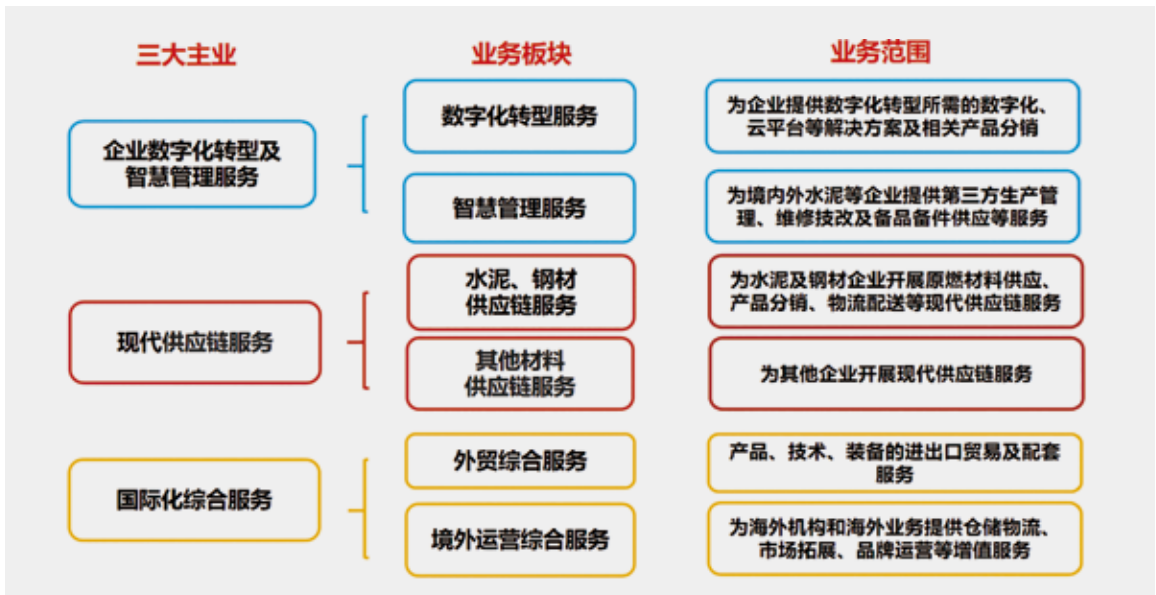 三大主业
业务板块
业务范围
企业数字化转型及
智慧管理服务
数字化转型服务
为企业提供数字化转型所需的数字化、
云平台等解决方案及相关产品分销
智慧管理服务
为境内外水泥等企业提供第三方生产管
理、维修技改及备品备件供应等服务
现代供应链服务
水泥、钢材
供应链服务
为水泥及钢材企业开展原燃材料供应、
产品分销、物流配送等现代供应链服务
其他材料
供应链服务
为其他企业开展现代供应链服务
国际化综合服务
外贸综合服务
产品、技术、装备的进出口贸易及配套
服务
境外运营综合服务
为海外机构和海外业务提供仓储物流、
市场拓展、品牌运营等增值服务